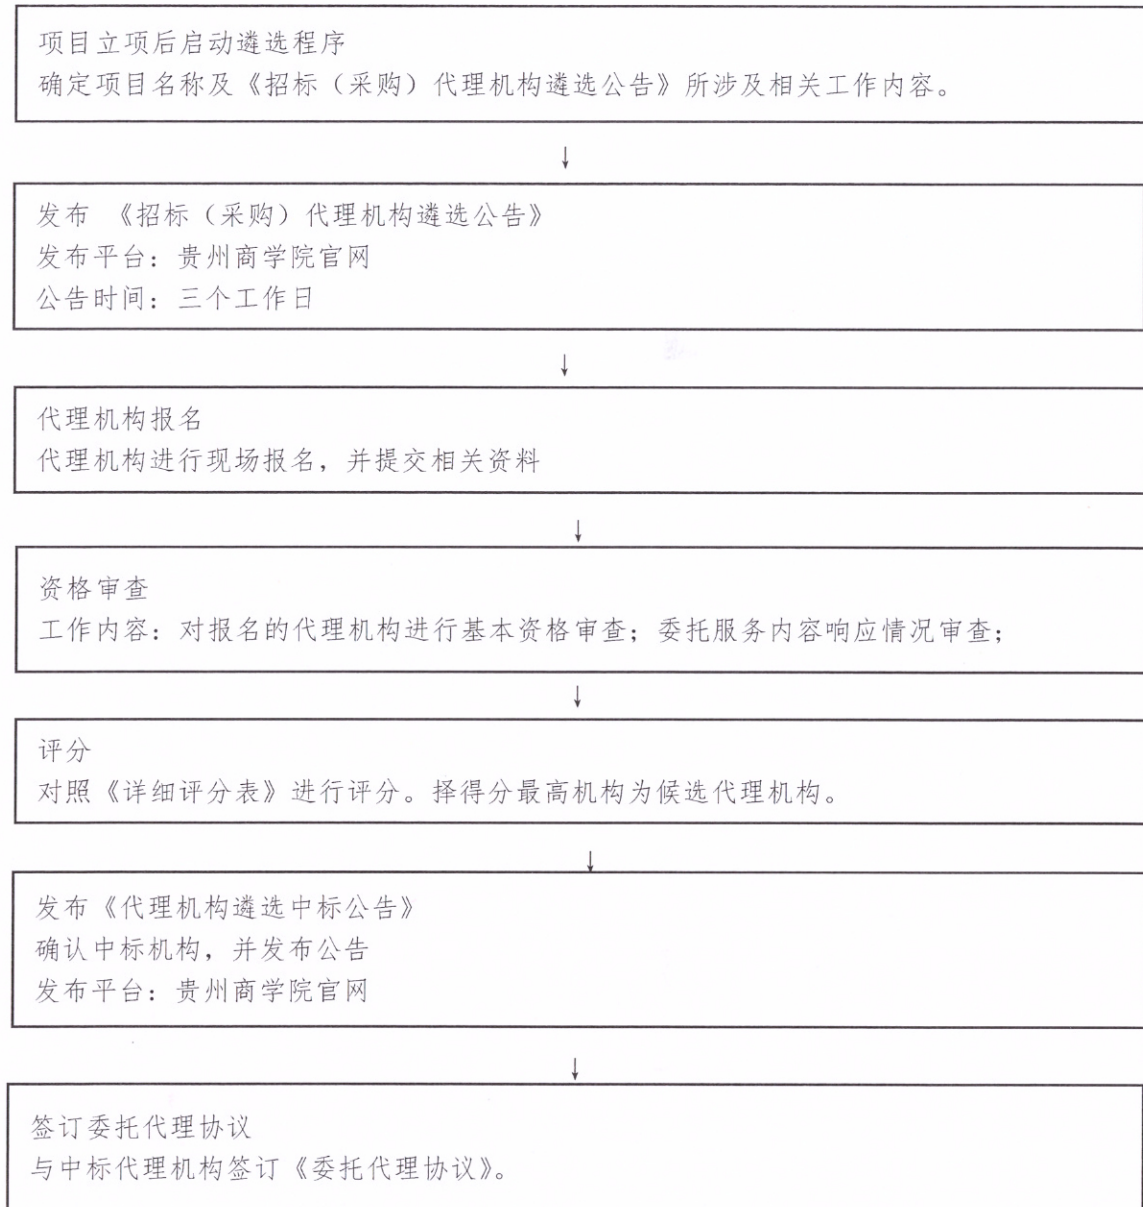 项目立项后启动遴选程序
确定项目名称及《招标（采购）代理机构遴选公告》所涉及相关工作内容。
↓
发布 《招标（采购）代理机构遴选公告》
发布平台：贵州商学院官网
公告时间：三个工作日
↓
代理机构报名
代理机构进行现场报名，并提交相关资料
↓
资格审查
工作内容：对报名的代理机构进行基本资格审查；委托服务内容响应情况审查；
↓
评分
对照《详细评分表》进行评分。择得分最高机构为候选代理机构。
↓
发布《代理机构遴选中标公告》
确认中标机构，并发布公告
发布平台：贵州商学院官网
↓
签订委托代理协议
与中标代理机构签订《委托代理协议》。